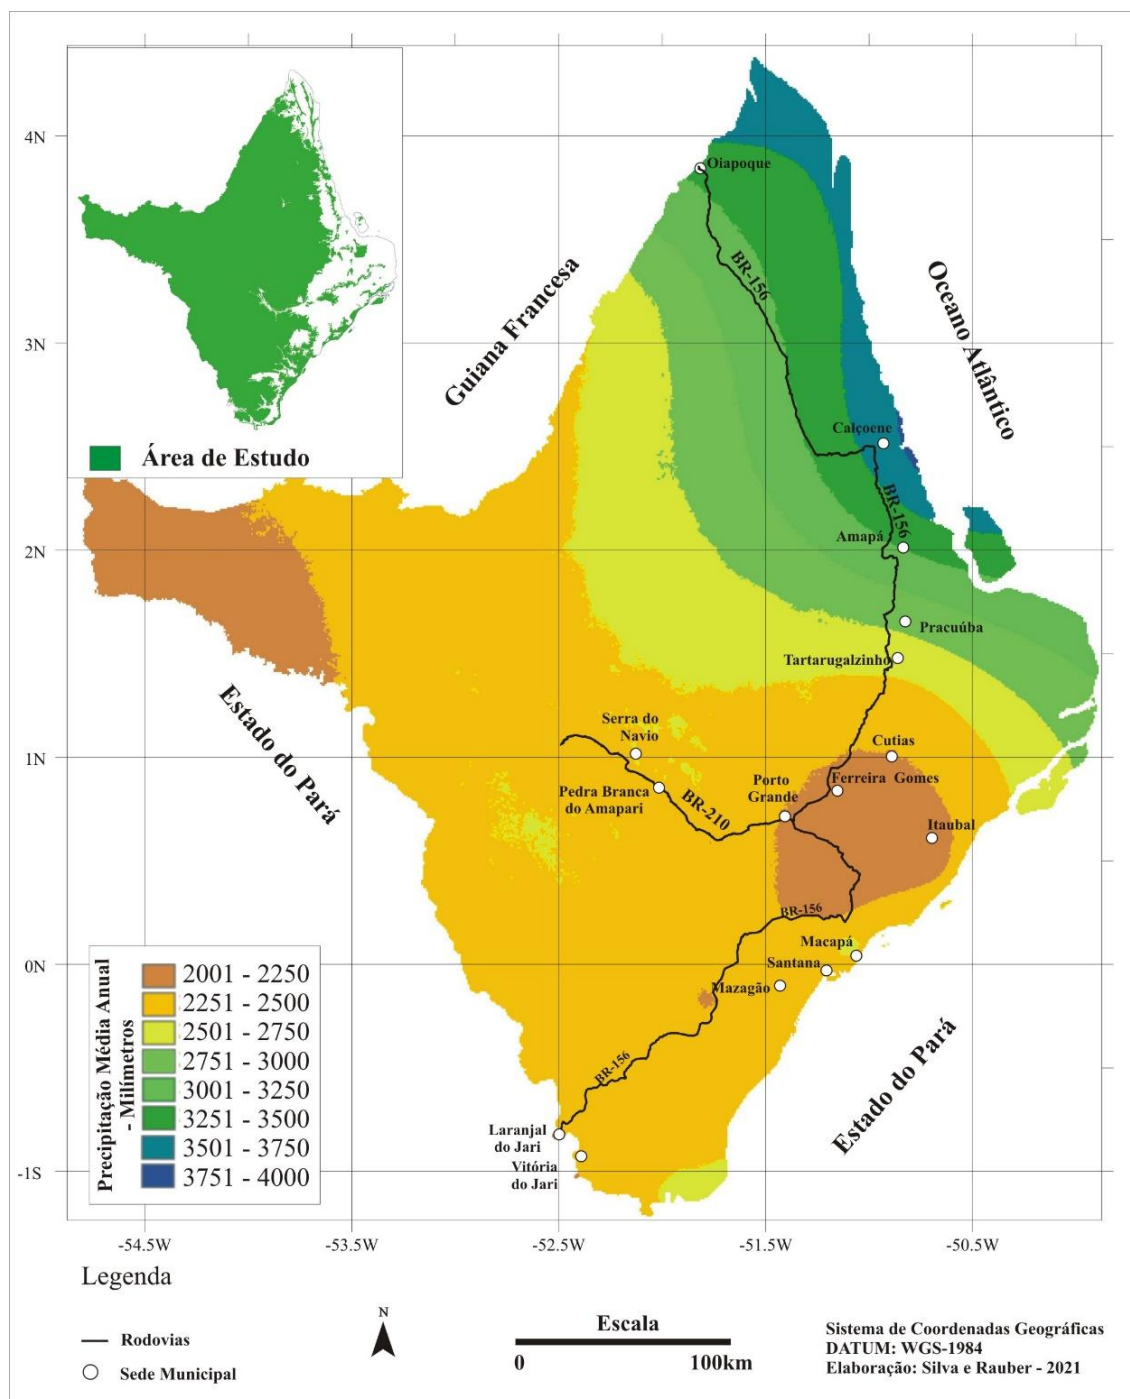 4N
3N
2N
1N
0N
-1S
Área de Estudo
Oiapoque
BR-156
Guiana Francesa
Oceano Atlântico
Calçoene
BR-156
Amapá
Pracuúba
Tartarugalzinho
Estado do Pará
Serra do
Navio
Cutias
Porto
Grande
Ferreira Gomes
Pedra Branca
do Amapari
BR-210
Itaubal
BR-156
Macapá
Santana
Mazagão
BR-156
Estado do Pará
Laranjal
do Jari
Vitória
do Jari
Precipitação Média Anual
- Milímetros
2001 - 2250
2251 - 2500
2501 - 2750
2751 - 3000
3001 - 3250
3251 - 3500
3501 - 3750
3751 - 4000
-54.5W
-53.5W
-52.5W
-51.5W
-50.5W
Legenda
Rodovias
Sede Municipal
N
Escala
0
100km
Sistema de Coordenadas Geográficas
DATUM: WGS-1984
Elaboração: Silva e Rauber - 2021